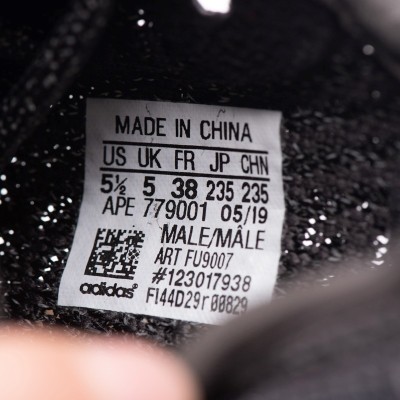 MADE IN CHINA
US UK FR JP CHN
5½ 5 38 235 235
APE 779001 05/19
MALE/MÂLE
ART FU9007
#123017938
adidas FI44D29r00829